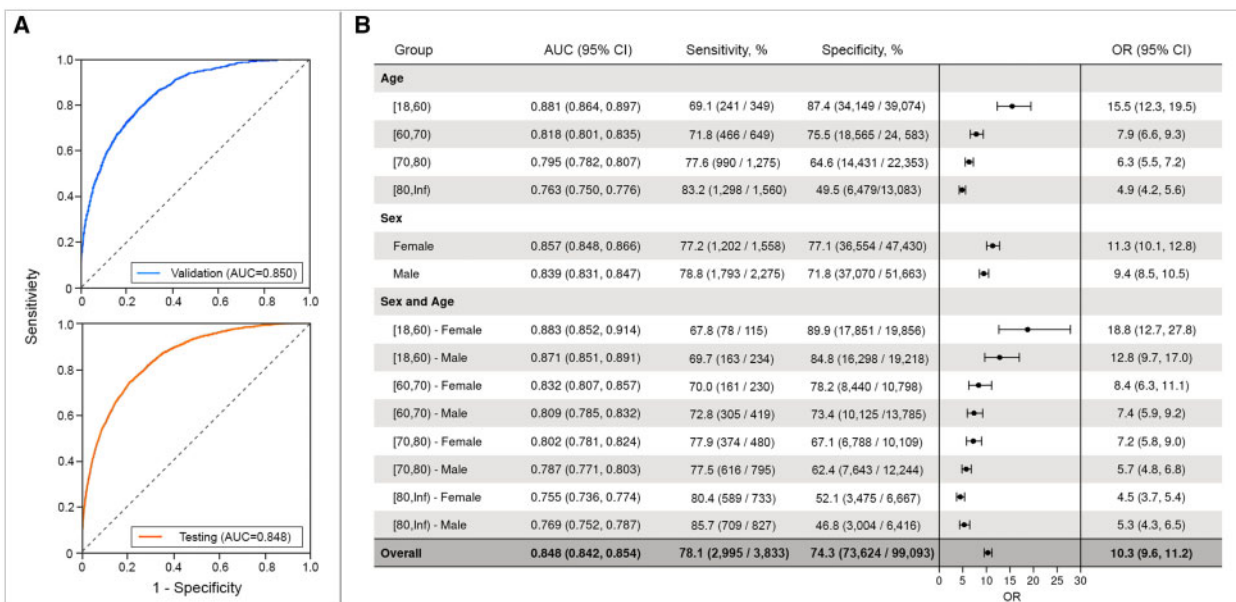 A
1.0
0.8
0.6
0.4
0.2
0
Validation (AUC=0.850)
0 0.2 0.4 0.6 0.8 1.0
Sensitiviety
1.0
0.8
0.6
0.4
0.2
0
Testing (AUC=0.848)
0 0.2 0.4 0.6 0.8 1.0
1 - Specificity
B
Group AUC (95% CI) Sensitivity, % Specificity, % OR (95% CI)
Age
[18,60) 0.881 (0.864, 0.897) 69.1 (241 / 349) 87.4 (34,149 / 39,074) 15.5 (12.3, 19.5)
[60,70) 0.818 (0.801, 0.835) 71.8 (466 / 649) 75.5 (18,565 / 24, 583) 7.9 (6.6, 9.3)
[70,80) 0.795 (0.782, 0.807) 77.6 (990 / 1,275) 64.6 (14,431 / 22,353) 6.3 (5.5, 7.2)
[80,Inf) 0.763 (0.750, 0.776) 83.2 (1,298 / 1,560) 49.5 (6,479/13,083) 4.9 (4.2, 5.6)
Sex
Female 0.857 (0.848, 0.866) 77.2 (1,202 / 1,558) 77.1 (36,554 / 47,430) 11.3 (10.1, 12.8)
Male 0.839 (0.831, 0.847) 78.8 (1,793 / 2,275) 71.8 (37,070 / 51,663) 9.4 (8.5, 10.5)
Sex and Age
[18,60) - Female 0.883 (0.852, 0.914) 67.8 (78 / 115) 89.9 (17,851 / 19,856) 18.8 (12.7, 27.8)
[18,60) - Male 0.871 (0.851, 0.891) 69.7 (163 / 234) 84.8 (16,298 / 19,218) 12.8 (9.7, 17.0)
[60,70) - Female 0.832 (0.807, 0.857) 70.0 (161 / 230) 78.2 (8,440 / 10,798) 8.4 (6.3, 11.1)
[60,70) - Male 0.809 (0.785, 0.832) 72.8 (305 / 419) 73.4 (10,125 / 13,785) 7.4 (5.9, 9.2)
[70,80) - Female 0.802 (0.781, 0.824) 77.9 (374 / 480) 67.1 (6,788 / 10,109) 7.2 (5.8, 9.0)
[70,80) - Male 0.787 (0.771, 0.803) 77.5 (616 / 795) 62.4 (7,643 / 12,244) 5.7 (4.8, 6.8)
[80,Inf) - Female 0.755 (0.736, 0.774) 80.4 (589 / 733) 52.1 (3,475 / 6,667) 4.5 (3.7, 5.4)
[80,Inf) - Male 0.769 (0.752, 0.787) 85.7 (709 / 827) 46.8 (3,004 / 6,416) 5.3 (4.3, 6.5)
Overall 0.848 (0.842, 0.854) 78.1 (2,995 / 3,833) 74.3 (73,624 / 99,093) 10.3 (9.6, 11.2)
0 5 10 15 20 25 30
OR